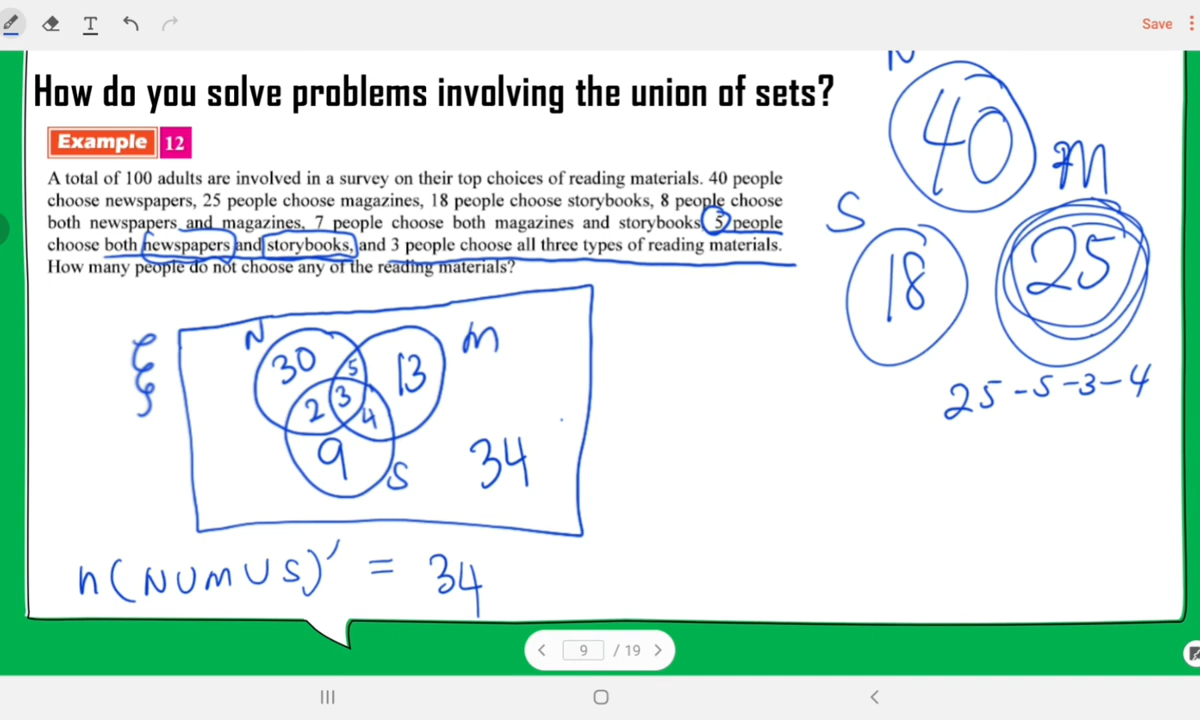 T
Save
How do you solve problems involving the union of sets?
Example 12
A total of 100 adults are involved in a survey on their top choices of reading materials. 40 people
choose newspapers, 25 people choose magazines, 18 people choose storybooks, 8 people choose
both newspapers and magazines, 7 people choose both magazines and storybooks, 5 people
choose both newspapers and storybooks, and 3 people choose all three types of reading materials.
How many people do not choose any of the reading materials?
N
40
M
S
18
25
25-5-3-4
ξ
N
M
30
5
13
2
3
4
9
S
34
n(NUMUS)' = 34
9 / 19